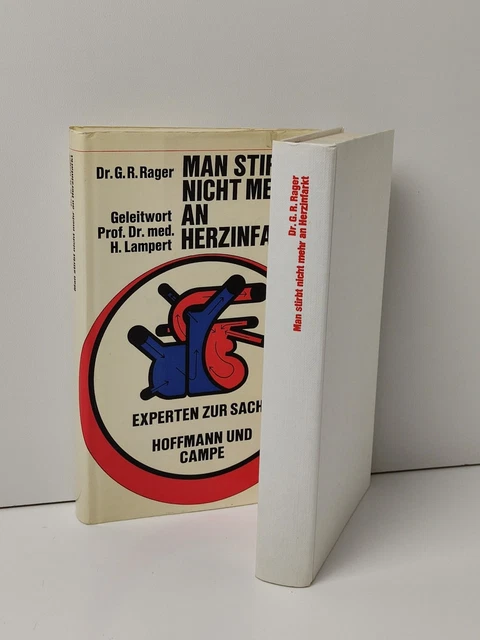 Dr. G. R. Rager
MAN STIR
NICHT ME
AN
HERZINFA
Geleitwort
Prof. Dr. med.
H. Lampert
EXPERTEN ZUR SACH
HOFFMANN UND
CAMPE
Dr. G. R. Rager
Man stirbt nicht mehr an Herzinfarkt